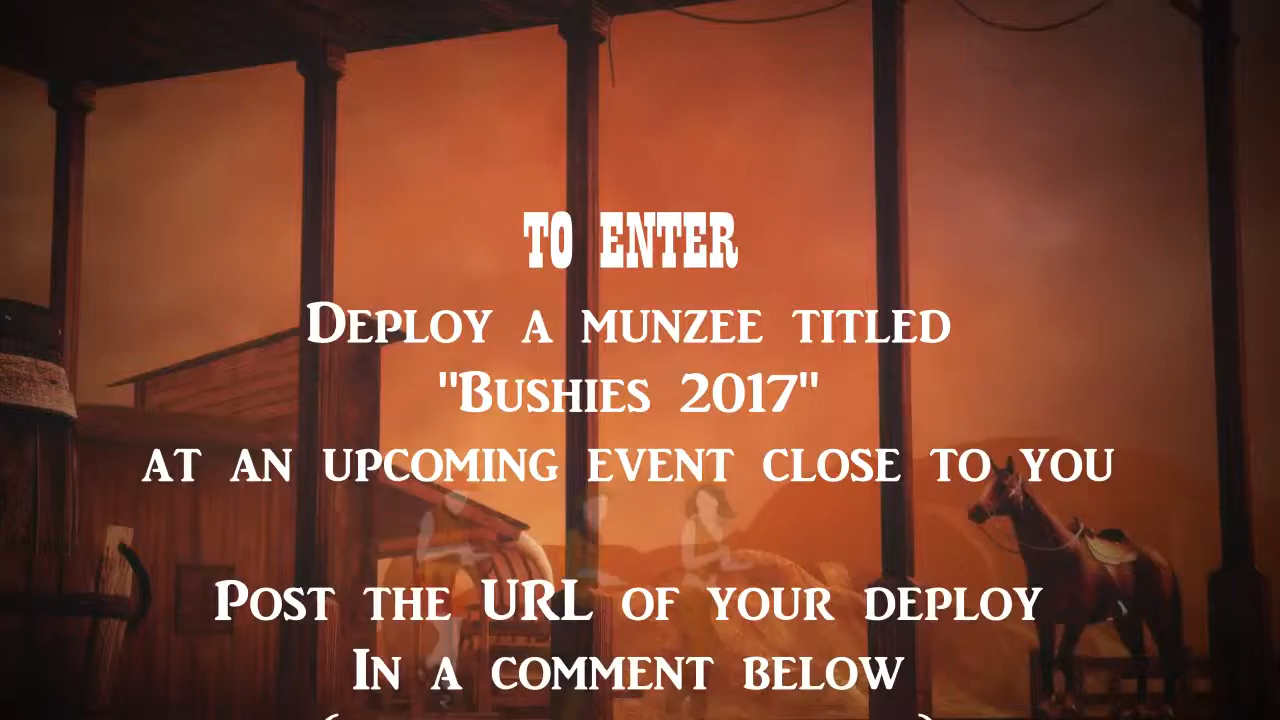 TO ENTER
DEPLOY A MUNZEE TITLED
"BUSHIES 2017"
AT AN UPCOMING EVENT CLOSE TO YOU
POST THE URL OF YOUR DEPLOY
IN A COMMENT BELOW